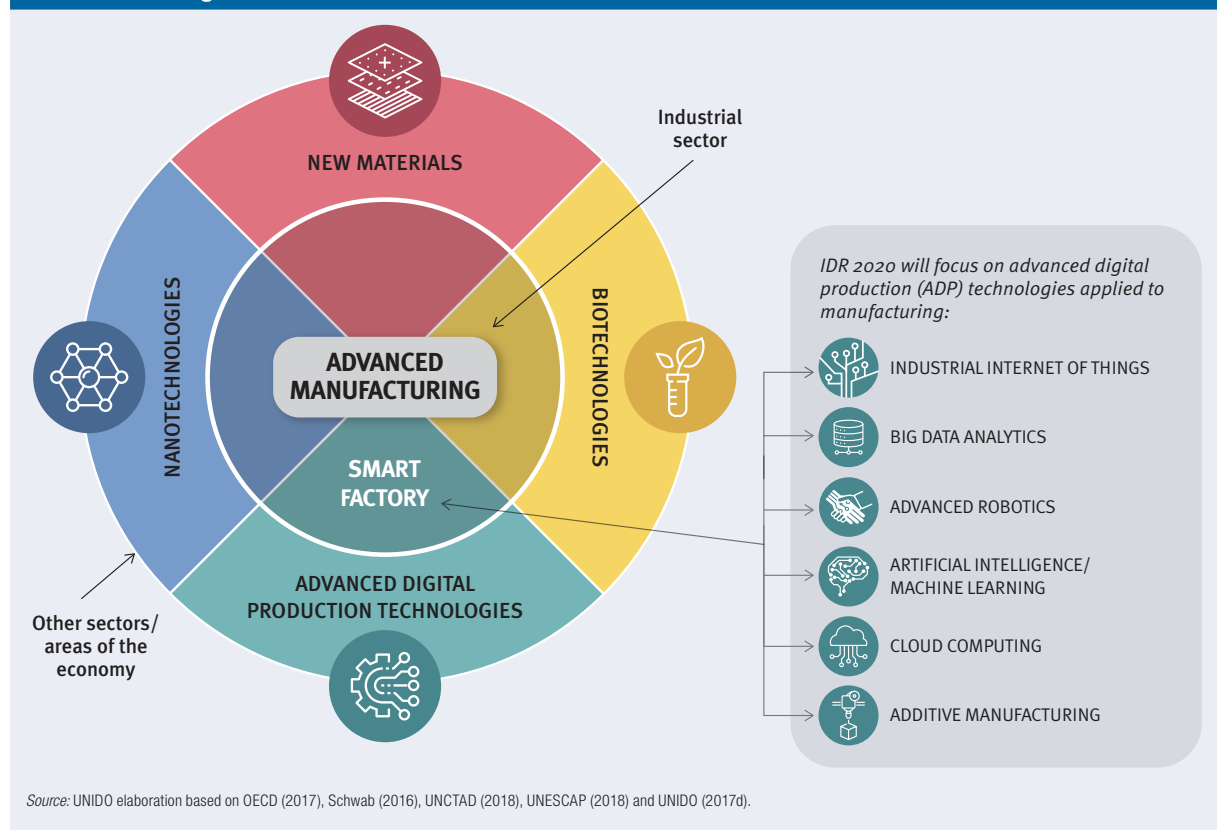 NEW MATERIALS
Industrial
sector
NANOTECHNOLOGIES
BIOTECHNOLOGIES
ADVANCED
MANUFACTURING
SMART
FACTORY
ADVANCED DIGITAL
PRODUCTION TECHNOLOGIES
Other sectors/
areas of the
economy
IDR 2020 will focus on advanced digital
production (ADP) technologies applied to
manufacturing:
INDUSTRIAL INTERNET OF THINGS
BIG DATA ANALYTICS
ADVANCED ROBOTICS
ARTIFICIAL INTELLIGENCE/
MACHINE LEARNING
CLOUD COMPUTING
ADDITIVE MANUFACTURING
Source: UNIDO elaboration based on OECD (2017), Schwab (2016), UNCTAD (2018), UNESCAP (2018) and UNIDO (2017d).